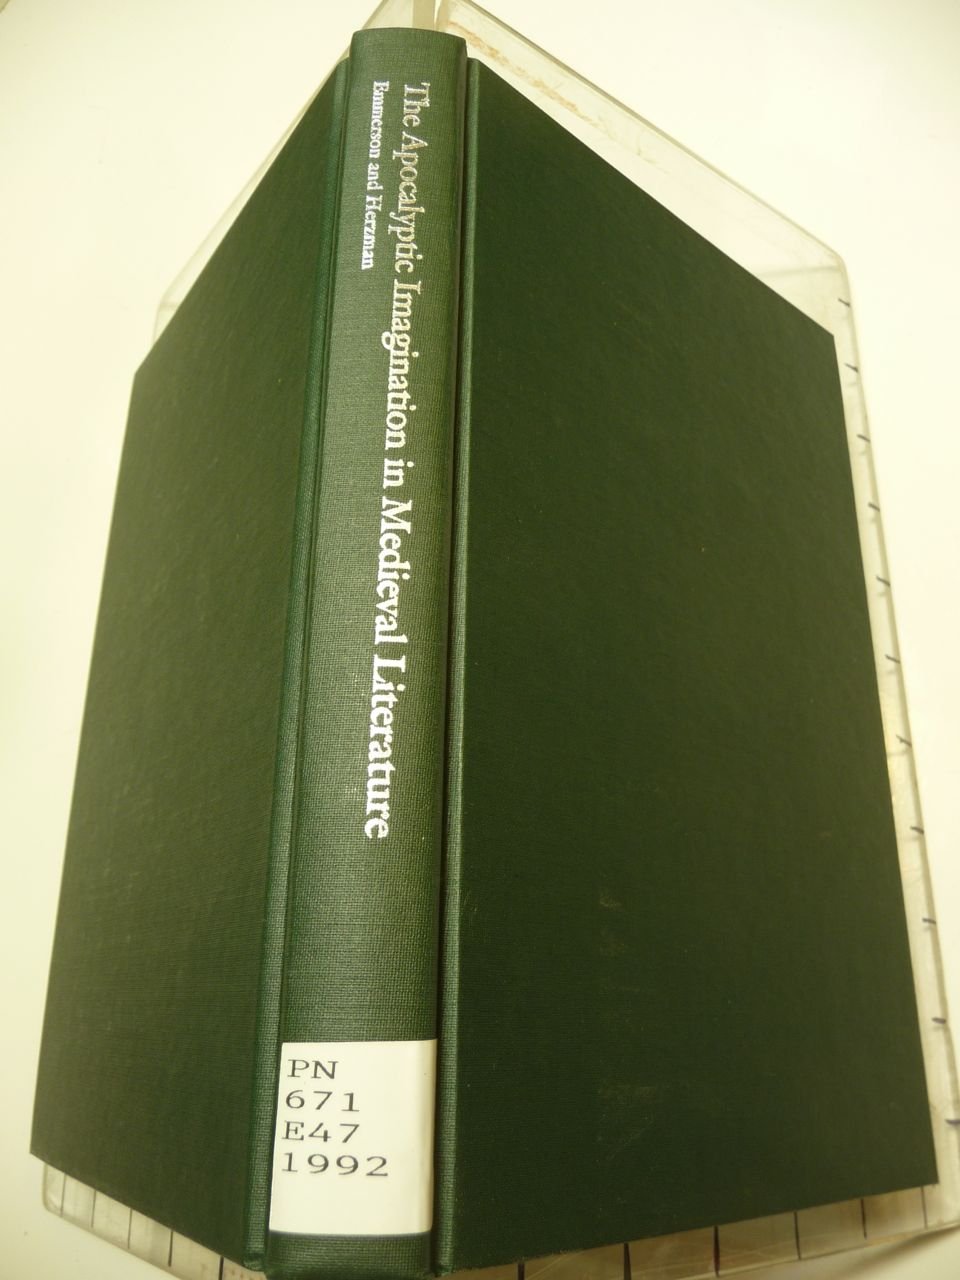 The Apocalyptic Imagination in Medieval Literature
Emmerson and Herzman
PN
671
E47
1992